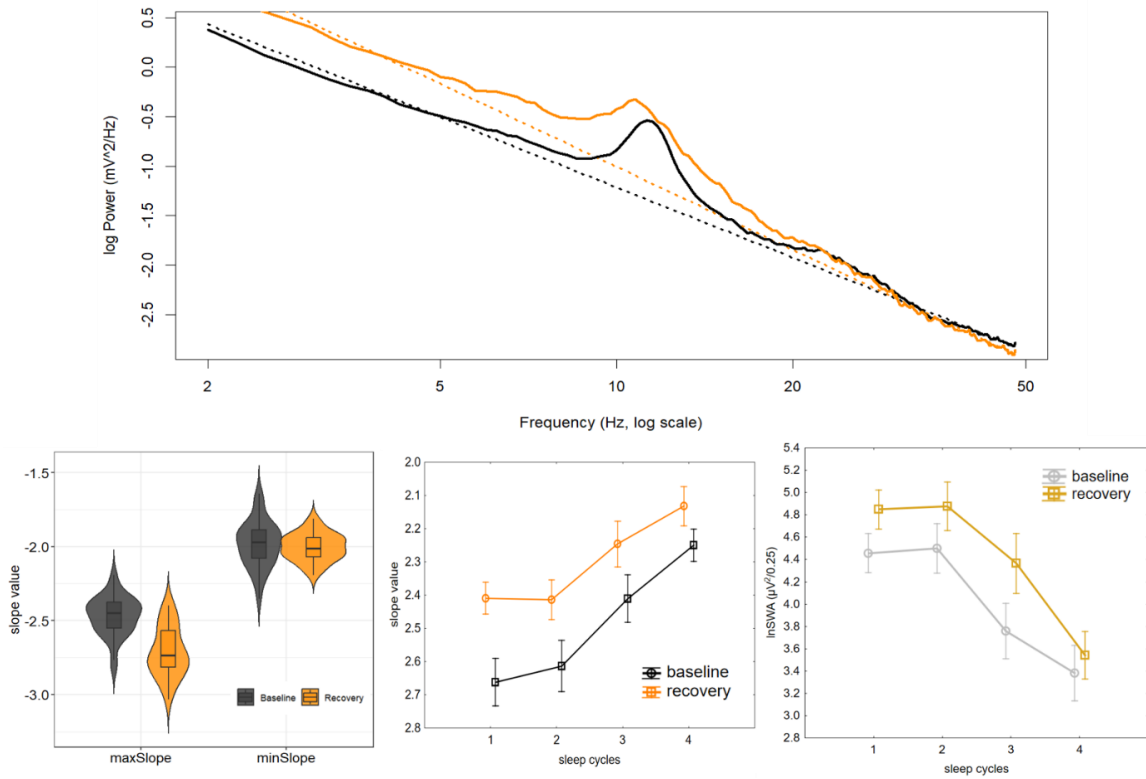 log Power (mV^2/Hz)
0.5
0.0
-0.5
-1.0
-1.5
-2.0
-2.5
2 5 10 20 50
Frequency (Hz, log scale)
slope value
-1.5
-2.0
-2.5
-3.0
Baseline Recovery
maxSlope minSlope
slope value
2.0
2.1
2.2
2.3
2.4
2.5
2.6
2.7
2.8
baseline
recovery
1 2 3 4
sleep cycles
lnSWA (μV²/0.25)
5.4
5.2
5.0
4.8
4.6
4.4
4.2
4.0
3.8
3.6
3.4
3.2
3.0
2.8
baseline
recovery
1 2 3 4
sleep cycles